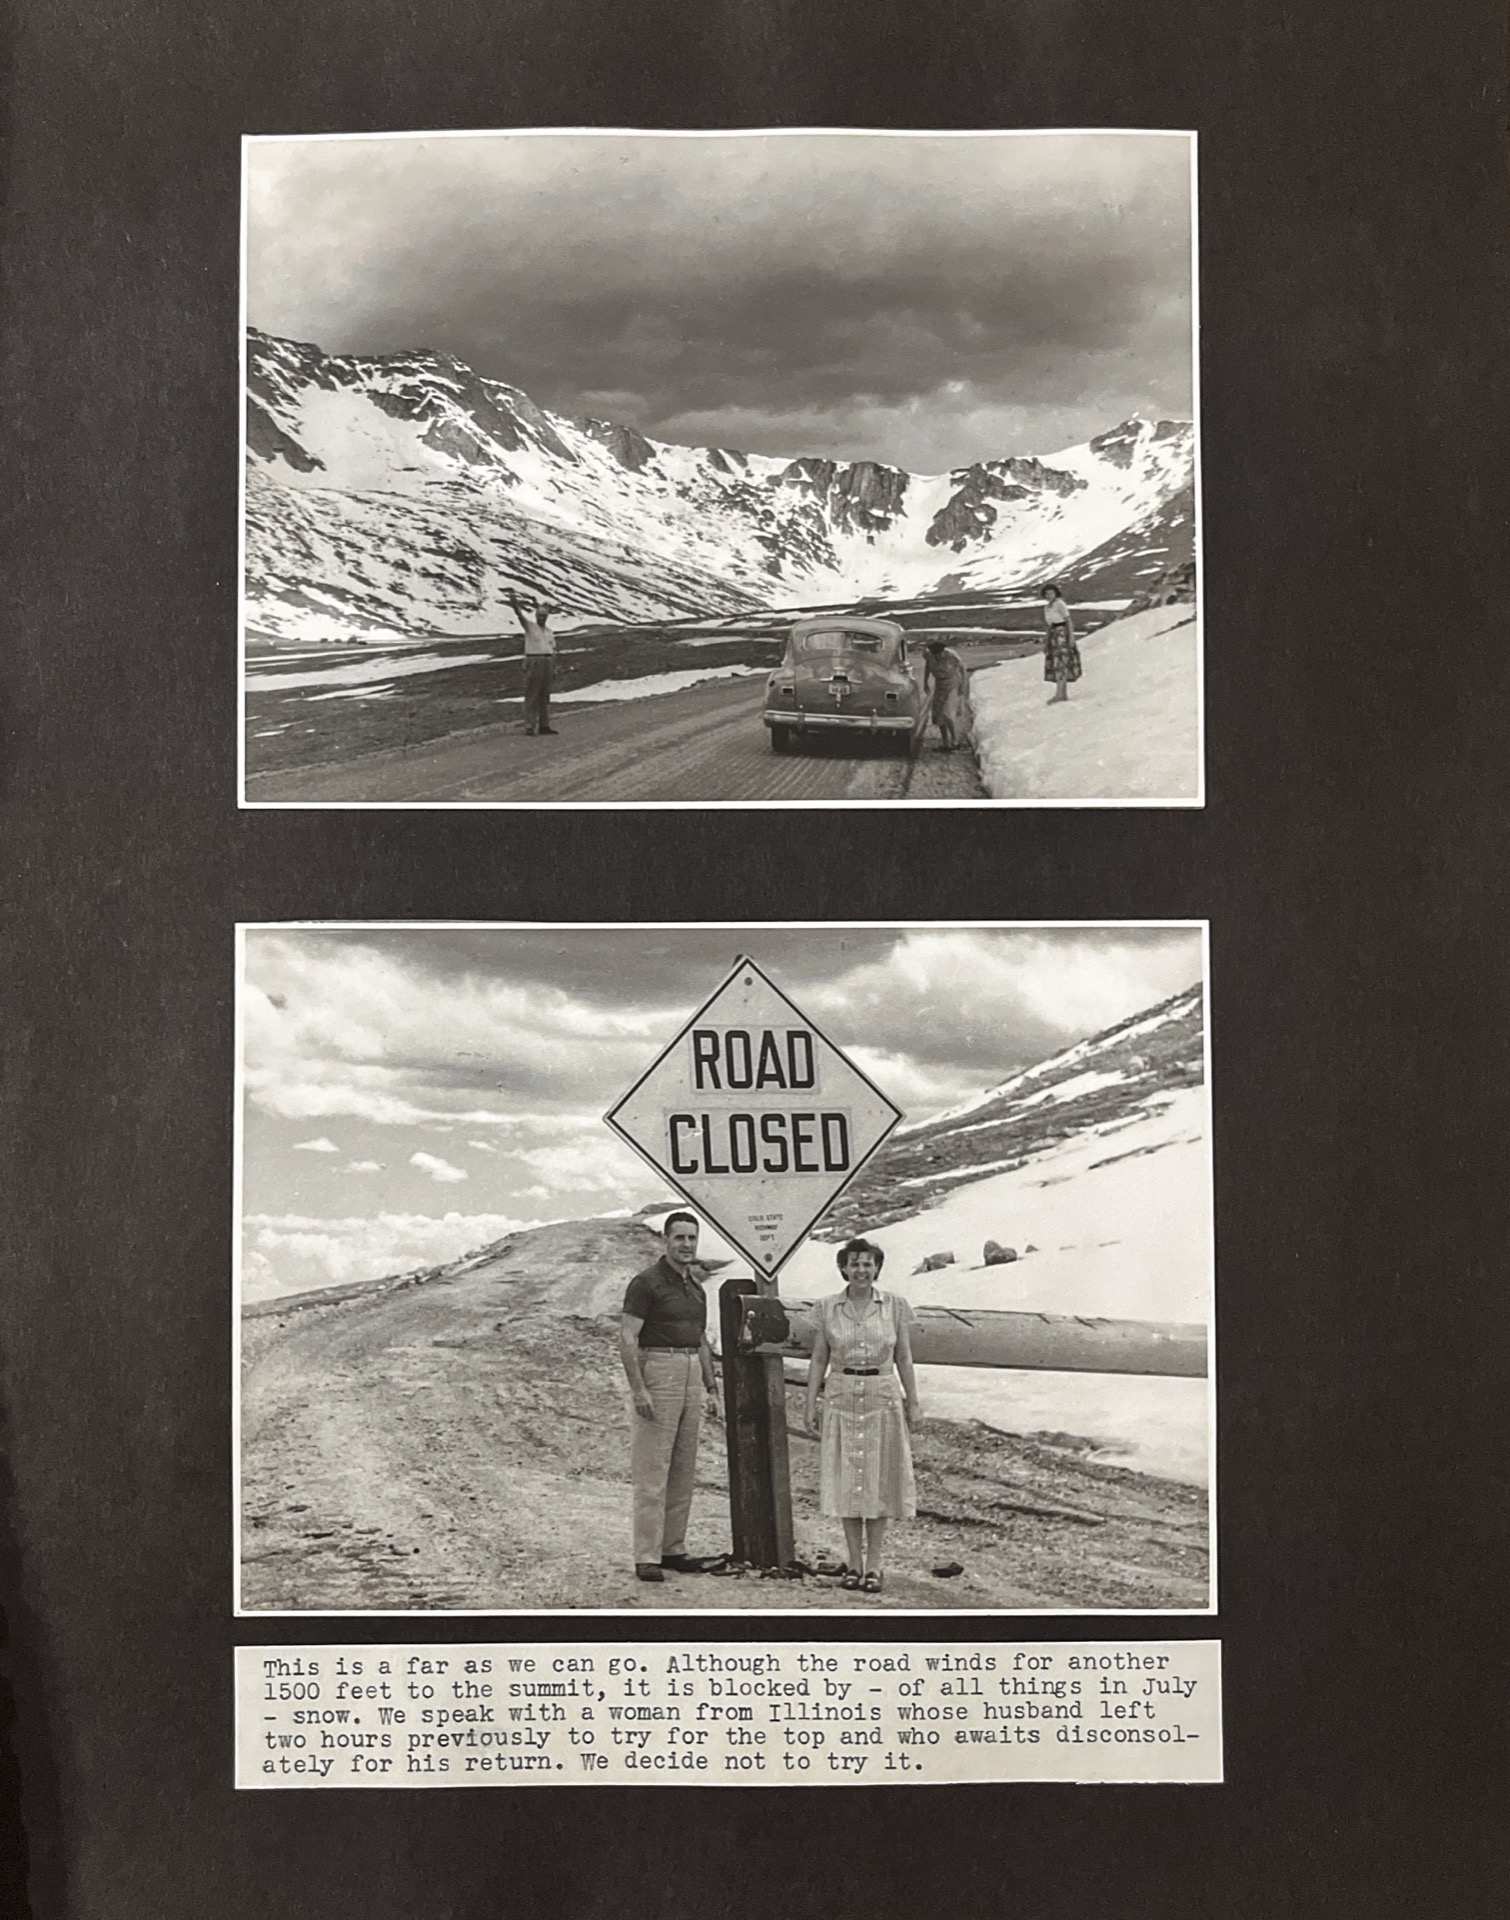 ROAD
CLOSED
COLO. STATE
HIGHWAY
DEPT.
This is a far as we can go. Although the road winds for another
1500 feet to the summit, it is blocked by - of all things in July
- snow. We speak with a woman from Illinois whose husband left
two hours previously to try for the top and who awaits disconsol-
ately for his return. We decide not to try it.